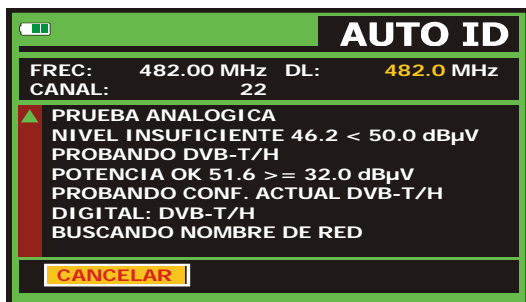 AUTO ID
FREC: 482.00 MHz DL: 482.0 MHz
CANAL: 22
PRUEBA ANALOGICA
NIVEL INSUFICIENTE 46.2 < 50.0 dBµV
PROBANDO DVB-T/H
POTENCIA OK 51.6 >= 32.0 dBµV
PROBANDO CONF. ACTUAL DVB-T/H
DIGITAL: DVB-T/H
BUSCANDO NOMBRE DE RED
CANCELAR